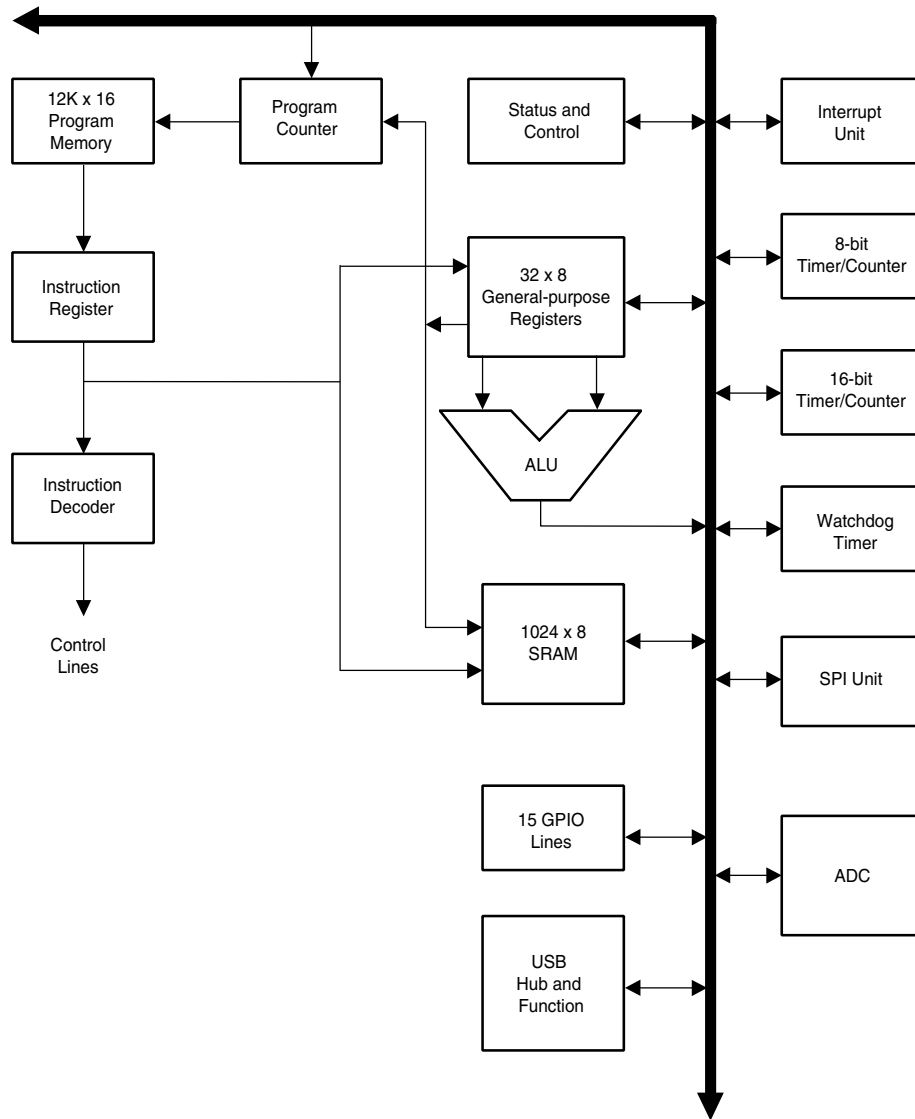 12K x 16
Program
Memory
Program
Counter
Status and
Control
Interrupt
Unit
8-bit
Timer/Counter
Instruction
Register
32 x 8
General-purpose
Registers
16-bit
Timer/Counter
ALU
Instruction
Decoder
Watchdog
Timer
Control
Lines
1024 x 8
SRAM
SPI Unit
15 GPIO
Lines
ADC
USB
Hub and
Function